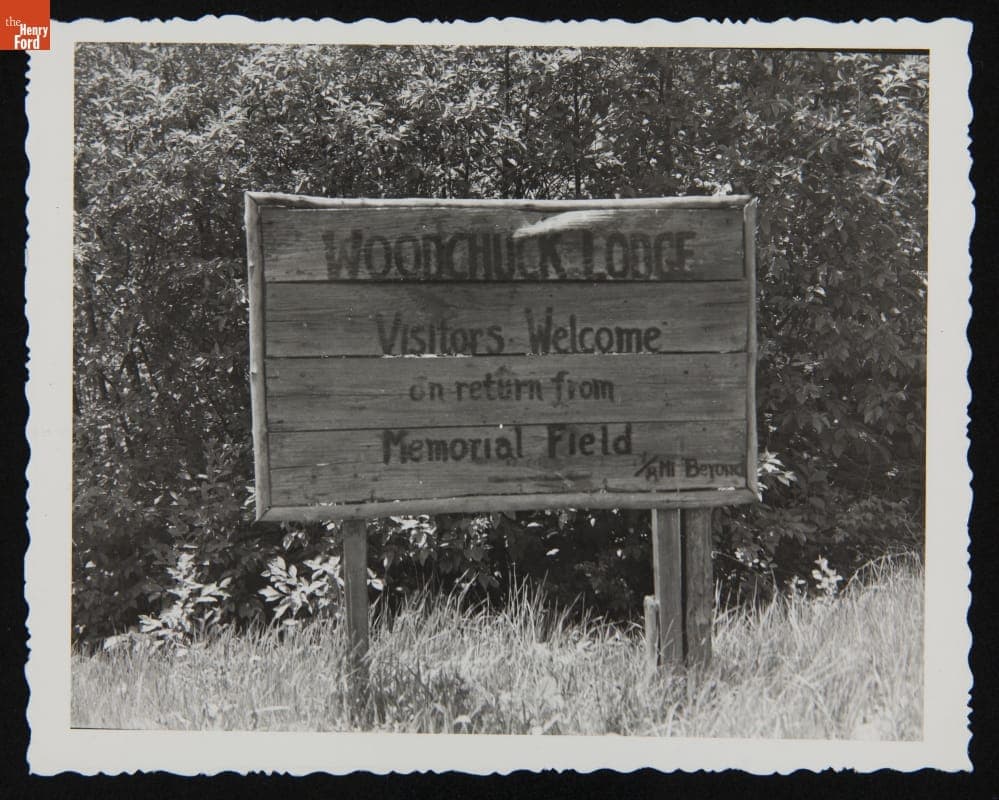 the
Henry
Ford
WOODCHUCK LODGE
Visitors Welcome
on return from
Memorial Field
1/4 Mi Beyond